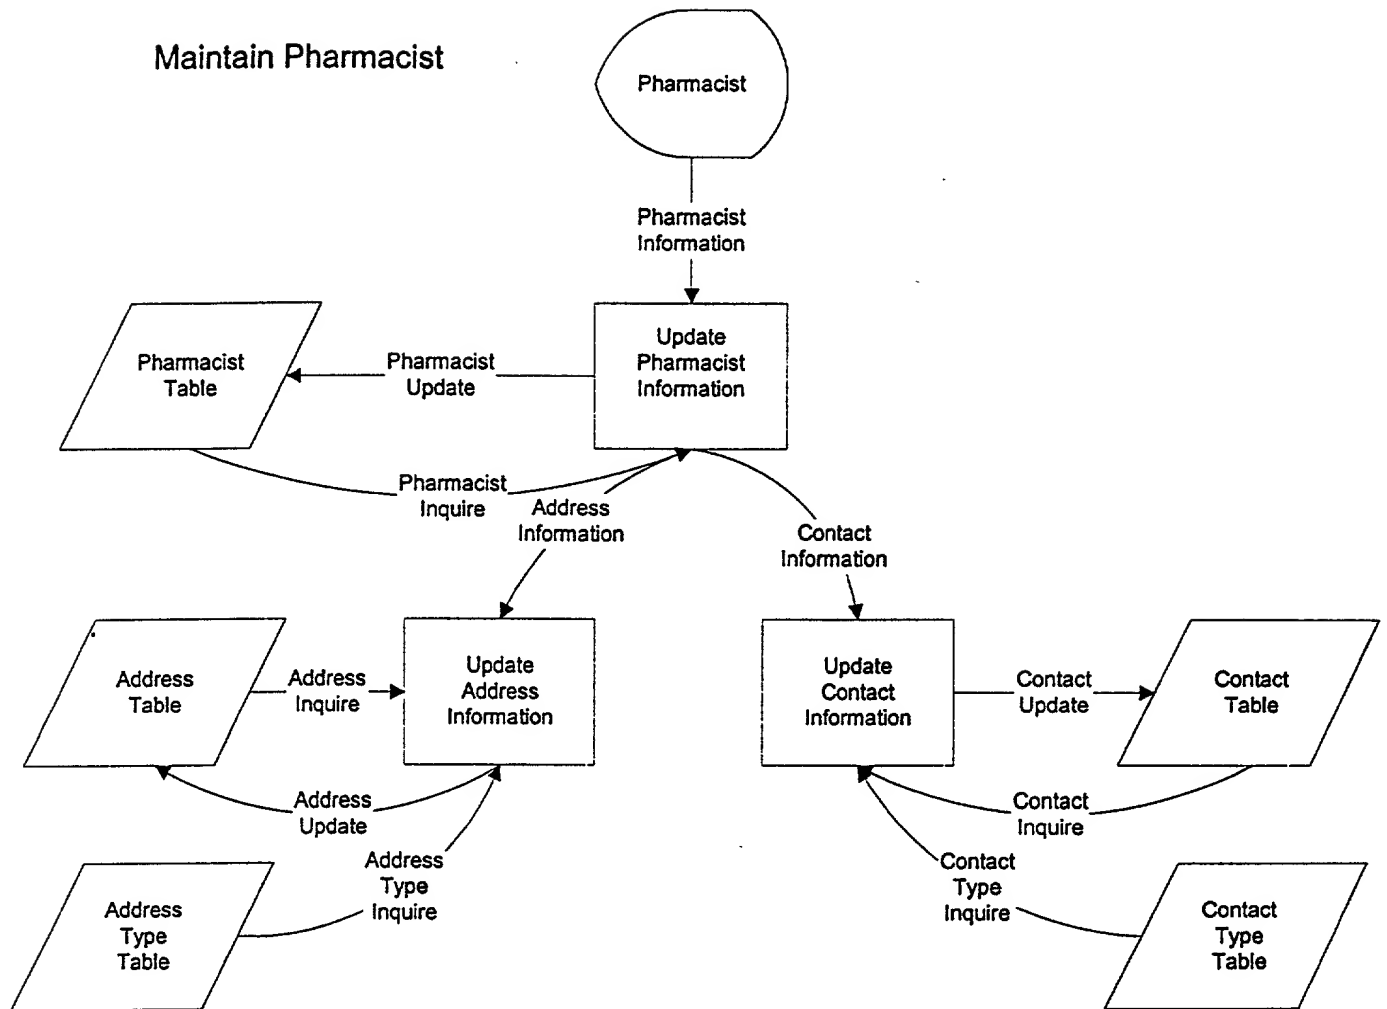 Maintain Pharmacist
Pharmacist
Pharmacist
Information
Pharmacist
Table
Pharmacist
Update
Update
Pharmacist
Information
Pharmacist
Inquire
Address
Information
Contact
Information
Address
Table
Address
Inquire
Update
Address
Information
Update
Contact
Information
Contact
Update
Contact
Table
Address
Update
Contact
Inquire
Address
Type
Inquire
Contact
Type
Inquire
Address
Type
Table
Contact
Type
Table